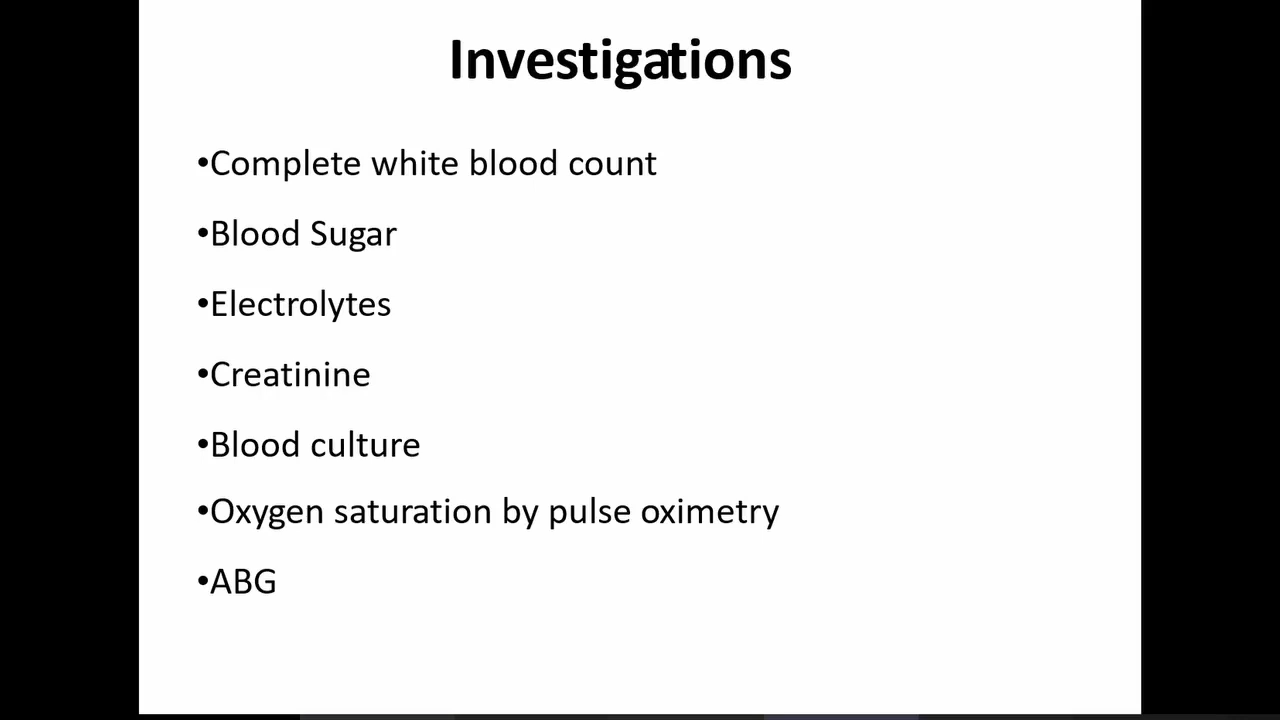 Investigations
•Complete white blood count
•Blood Sugar
•Electrolytes
•Creatinine
•Blood culture
•Oxygen saturation by pulse oximetry
•ABG